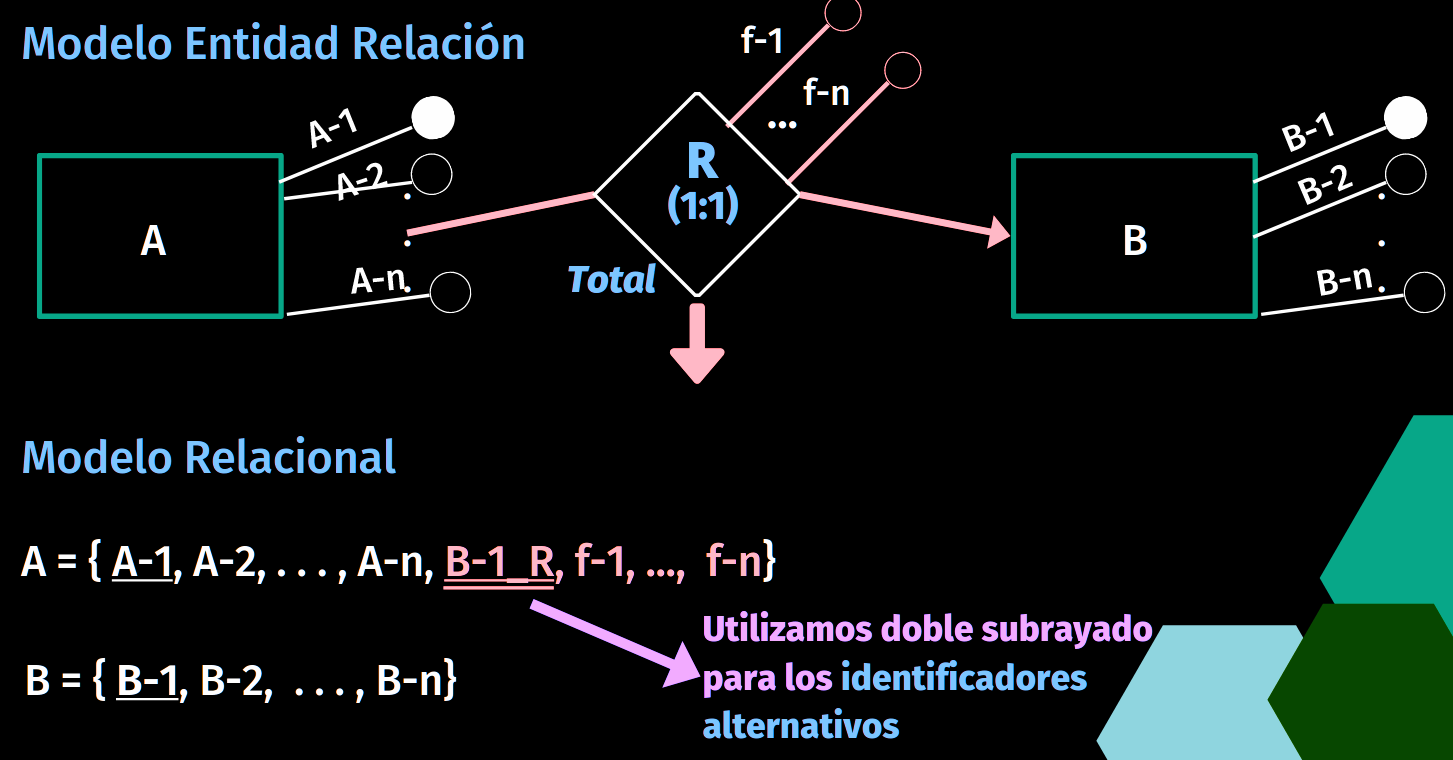 Modelo Entidad Relación
f-1
f-n
...
A-1
A-2
.
.
A-n.
A
R
(1:1)
Total
B-1
B-2
.
.
B-n.
B
Modelo Relacional
A = { A-1, A-2, . . . , A-n, B-1_R, f-1, ..., f-n}
B = { B-1, B-2, . . . , B-n}
Utilizamos doble subrayado
para los identificadores
alternativos